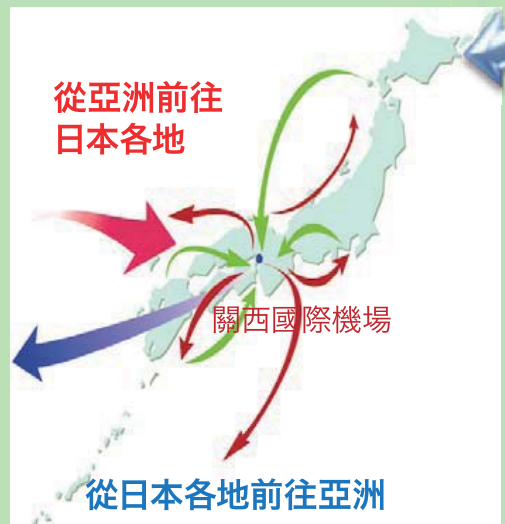 從亞洲前往
日本各地
關西國際機場
從日本各地前往亞洲